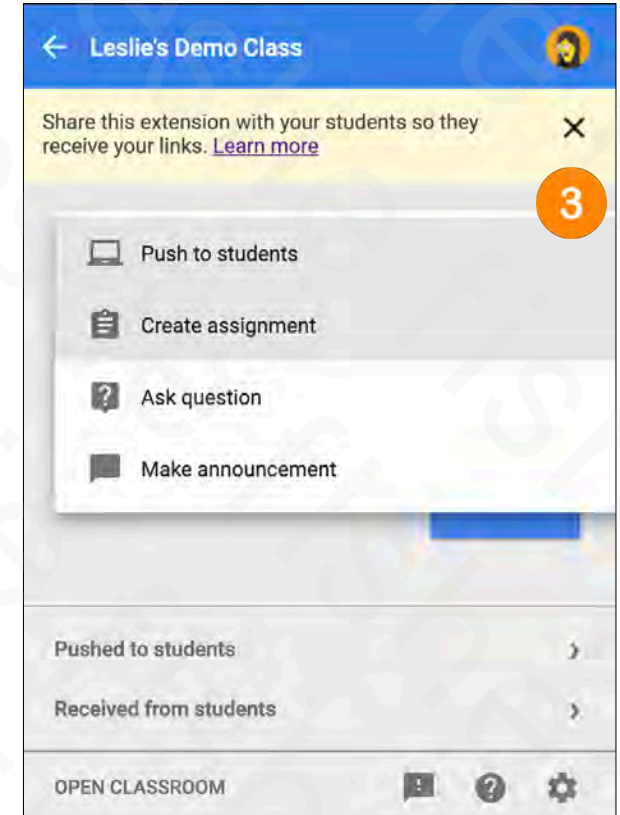 Leslie's Demo Class
Share this extension with your students so they
receive your links. Learn more
3
Push to students
Create assignment
Ask question
Make announcement
Pushed to students
Received from students
OPEN CLASSROOM